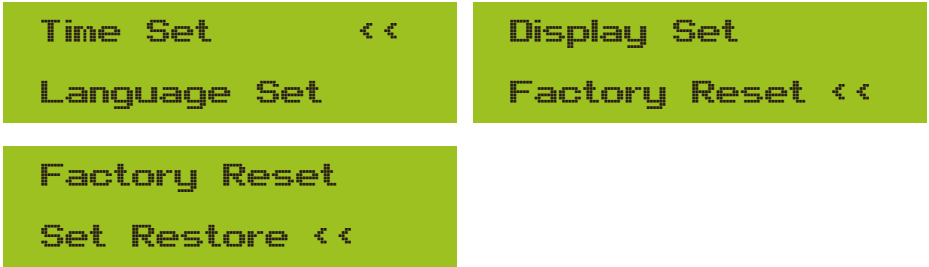 Time Set <<
Language Set
Display Set
Factory Reset <<
Factory Reset
Set Restore <<